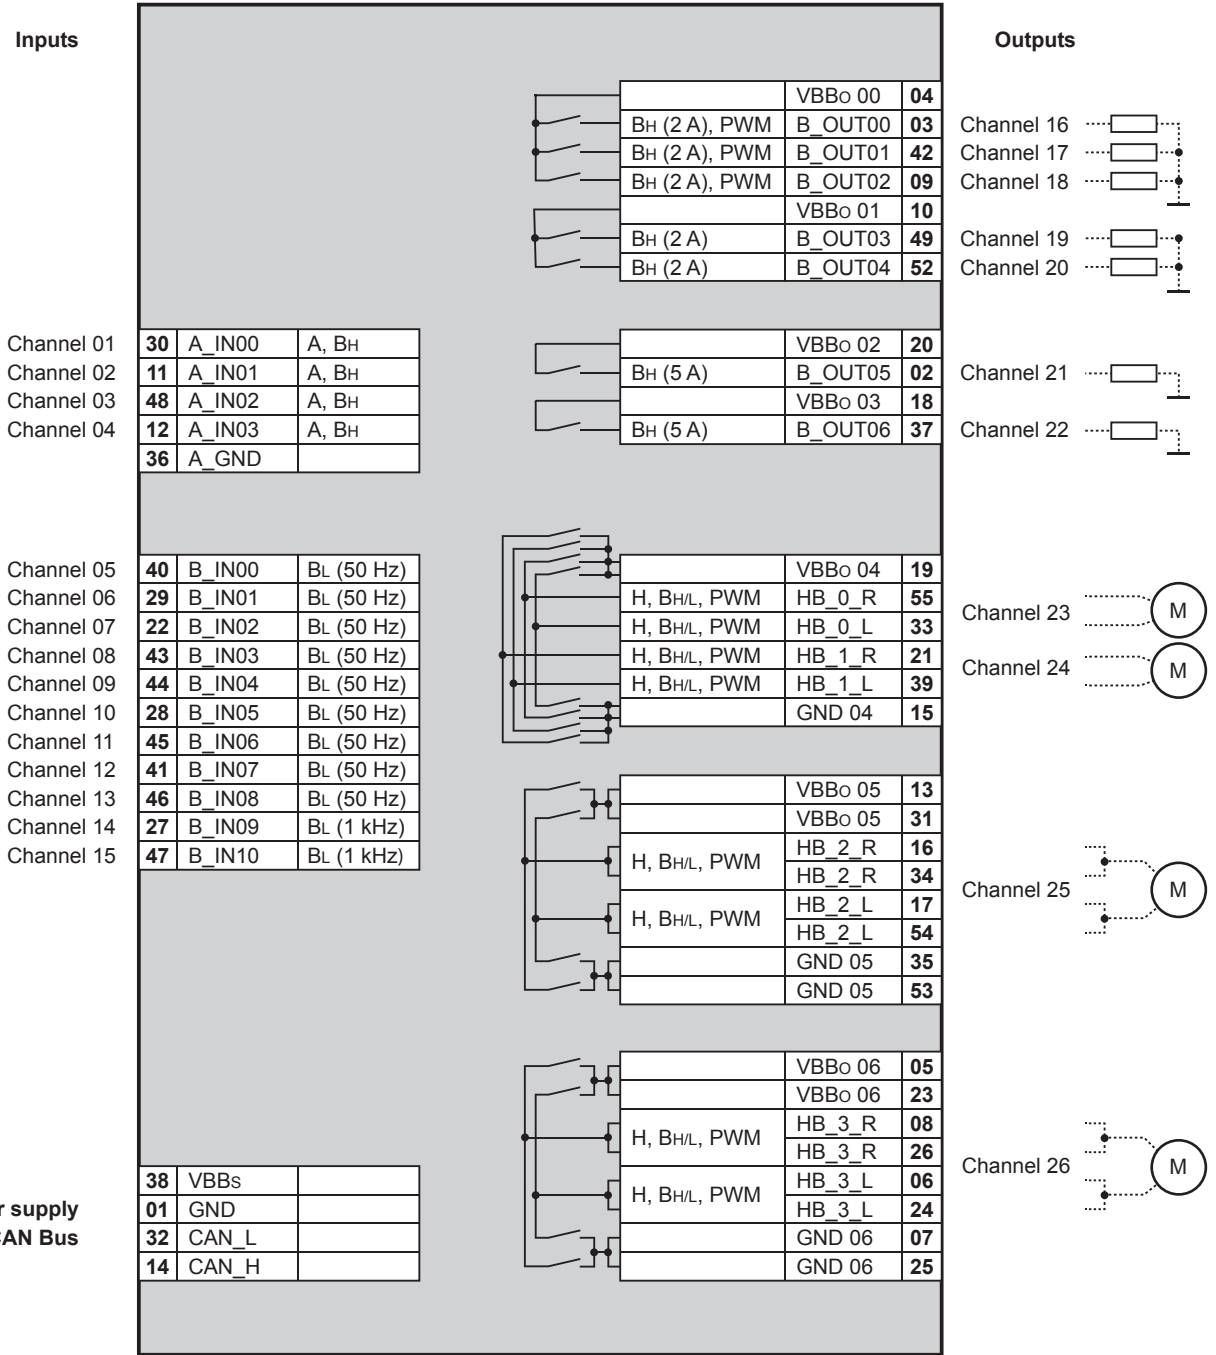 Inputs
Outputs
VBBO 00 04
BH (2 A), PWM B_OUT00 03 Channel 16
BH (2 A), PWM B_OUT01 42 Channel 17
BH (2 A), PWM B_OUT02 09 Channel 18
VBBO 01 10
BH (2 A) B_OUT03 49 Channel 19
BH (2 A) B_OUT04 52 Channel 20
Channel 01 30 A_IN00 A, BH
Channel 02 11 A_IN01 A, BH
Channel 03 48 A_IN02 A, BH
Channel 04 12 A_IN03 A, BH
36 A_GND
VBBO 02 20
BH (5 A) B_OUT05 02 Channel 21
VBBO 03 18
BH (5 A) B_OUT06 37 Channel 22
Channel 05 40 B_IN00 BL (50 Hz)
Channel 06 29 B_IN01 BL (50 Hz)
Channel 07 22 B_IN02 BL (50 Hz)
Channel 08 43 B_IN03 BL (50 Hz)
Channel 09 44 B_IN04 BL (50 Hz)
Channel 10 28 B_IN05 BL (50 Hz)
Channel 11 45 B_IN06 BL (50 Hz)
Channel 12 41 B_IN07 BL (50 Hz)
Channel 13 46 B_IN08 BL (50 Hz)
Channel 14 27 B_IN09 BL (1 kHz)
Channel 15 47 B_IN10 BL (1 kHz)
VBBO 04 19
H, BH/L, PWM HB_0_R 55
H, BH/L, PWM HB_0_L 33
Channel 23 M
H, BH/L, PWM HB_1_R 21
H, BH/L, PWM HB_1_L 39
Channel 24 M
GND 04 15
VBBO 05 13
VBBO 05 31
H, BH/L, PWM HB_2_R 16
HB_2_R 34
Channel 25 M
H, BH/L, PWM HB_2_L 17
HB_2_L 54
GND 05 35
GND 05 53
VBBO 06 05
VBBO 06 23
H, BH/L, PWM HB_3_R 08
HB_3_R 26
Channel 26 M
H, BH/L, PWM HB_3_L 06
HB_3_L 24
GND 06 07
GND 06 25
38 VBBS
r supply 01 GND
CAN Bus 32 CAN_L
14 CAN_H